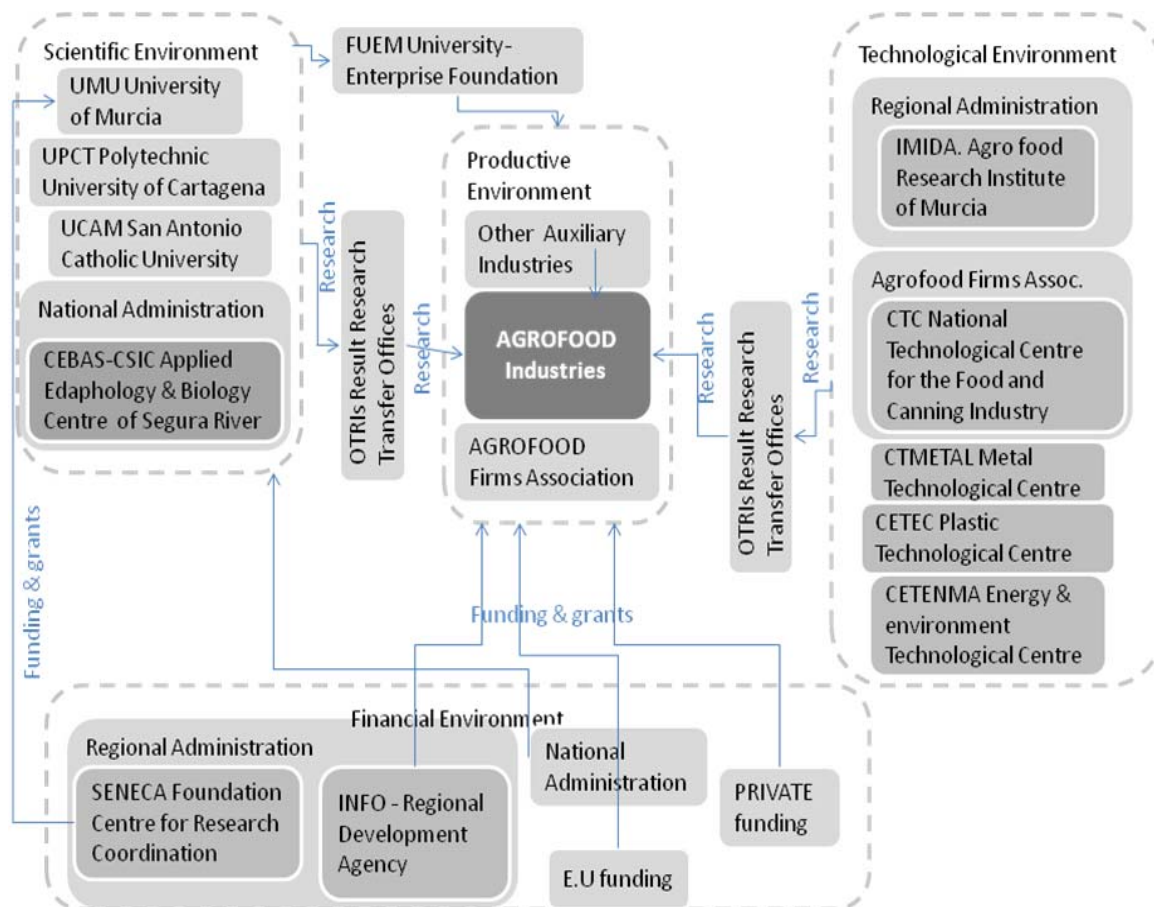 Scientific Environment
UMU University
of Murcia
UPCT Polytechnic
University of Cartagena
UCAM San Antonio
Catholic University
National Administration
CEBAS-CSIC Applied
Edaphology & Biology
Centre of Segura River
FUEM University-
Enterprise Foundation
Research
OTRIs Result Research
Transfer Offices
Research
Productive
Environment
Other Auxiliary
Industries
AGROFOOD
Industries
AGROFOOD
Firms Association
Research
OTRIs Result Research
Transfer Offices
Research
Technological Environment
Regional Administration
IMIDA. Agro food
Research Institute
of Murcia
Agrofood Firms Assoc.
CTC National
Technological Centre
for the Food and
Canning Industry
CTMETAL Metal
Technological Centre
CETEC Plastic
Technological Centre
CETENMA Energy &
environment
Technological Centre
Funding & grants
Funding & grants
Financial Environment
Regional Administration
SENECA Foundation
Centre for Research
Coordination
INFO - Regional
Development
Agency
National
Administration
E.U funding
PRIVATE
funding